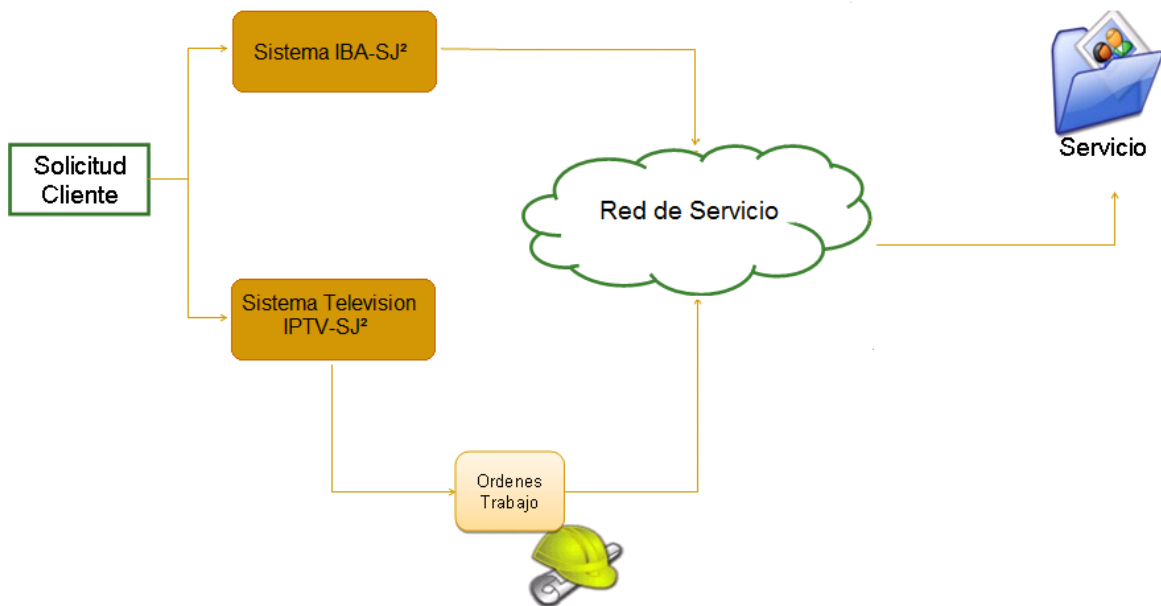 Sistema IBA-SJ²
Solicitud
Cliente
Servicio
Red de Servicio
Sistema Television
IPTV-SJ²
Ordenes
Trabajo